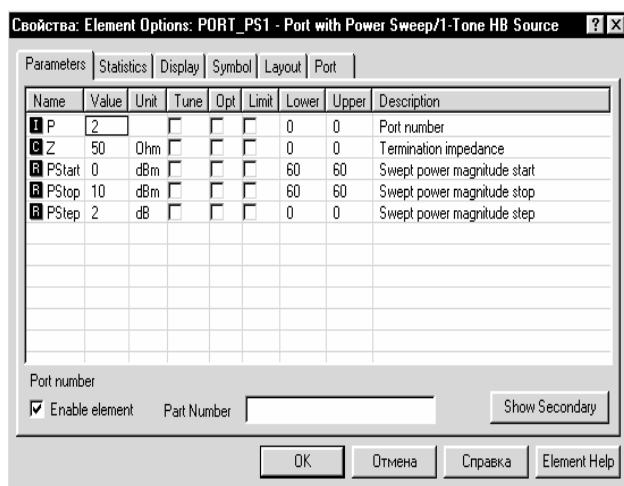 Свойства: Element Options: PORT_PS1 - Port with Power Sweep/1-Tone HB Source ? X
Parameters Statistics Display Symbol Layout Port
Name Value Unit Tune Opt Limit Lower Upper Description
I P 2 0 0 Port number
C Z 50 Ohm 0 0 Termination impedance
R PStart 0 dBm 60 60 Swept power magnitude start
R PStop 10 dBm 60 60 Swept power magnitude stop
R PStep 2 dB 0 0 Swept power magnitude step
Port number
Enable element Part Number Show Secondary
OK Отмена Справка Element Help